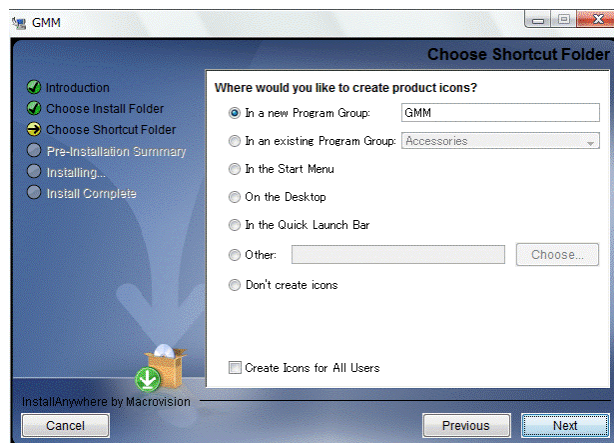 GMM
Choose Shortcut Folder
Introduction
Choose Install Folder
Choose Shortcut Folder
Pre-Installation Summary
Installing...
Install Complete
Where would you like to create product icons?
In a new Program Group: GMM
In an existing Program Group: Accessories
In the Start Menu
On the Desktop
In the Quick Launch Bar
Other: Choose...
Don't create icons
Create Icons for All Users
InstallAnywhere by Macrovision
Cancel Previous Next